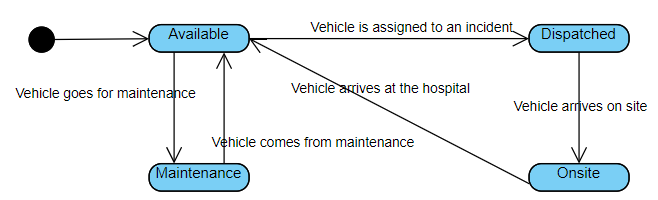 Vehicle is assigned to an incident
Available
Dispatched
Vehicle arrives at the hospital
Vehicle goes for maintenance
Vehicle arrives on site
Vehicle comes from maintenance
Maintenance
Onsite